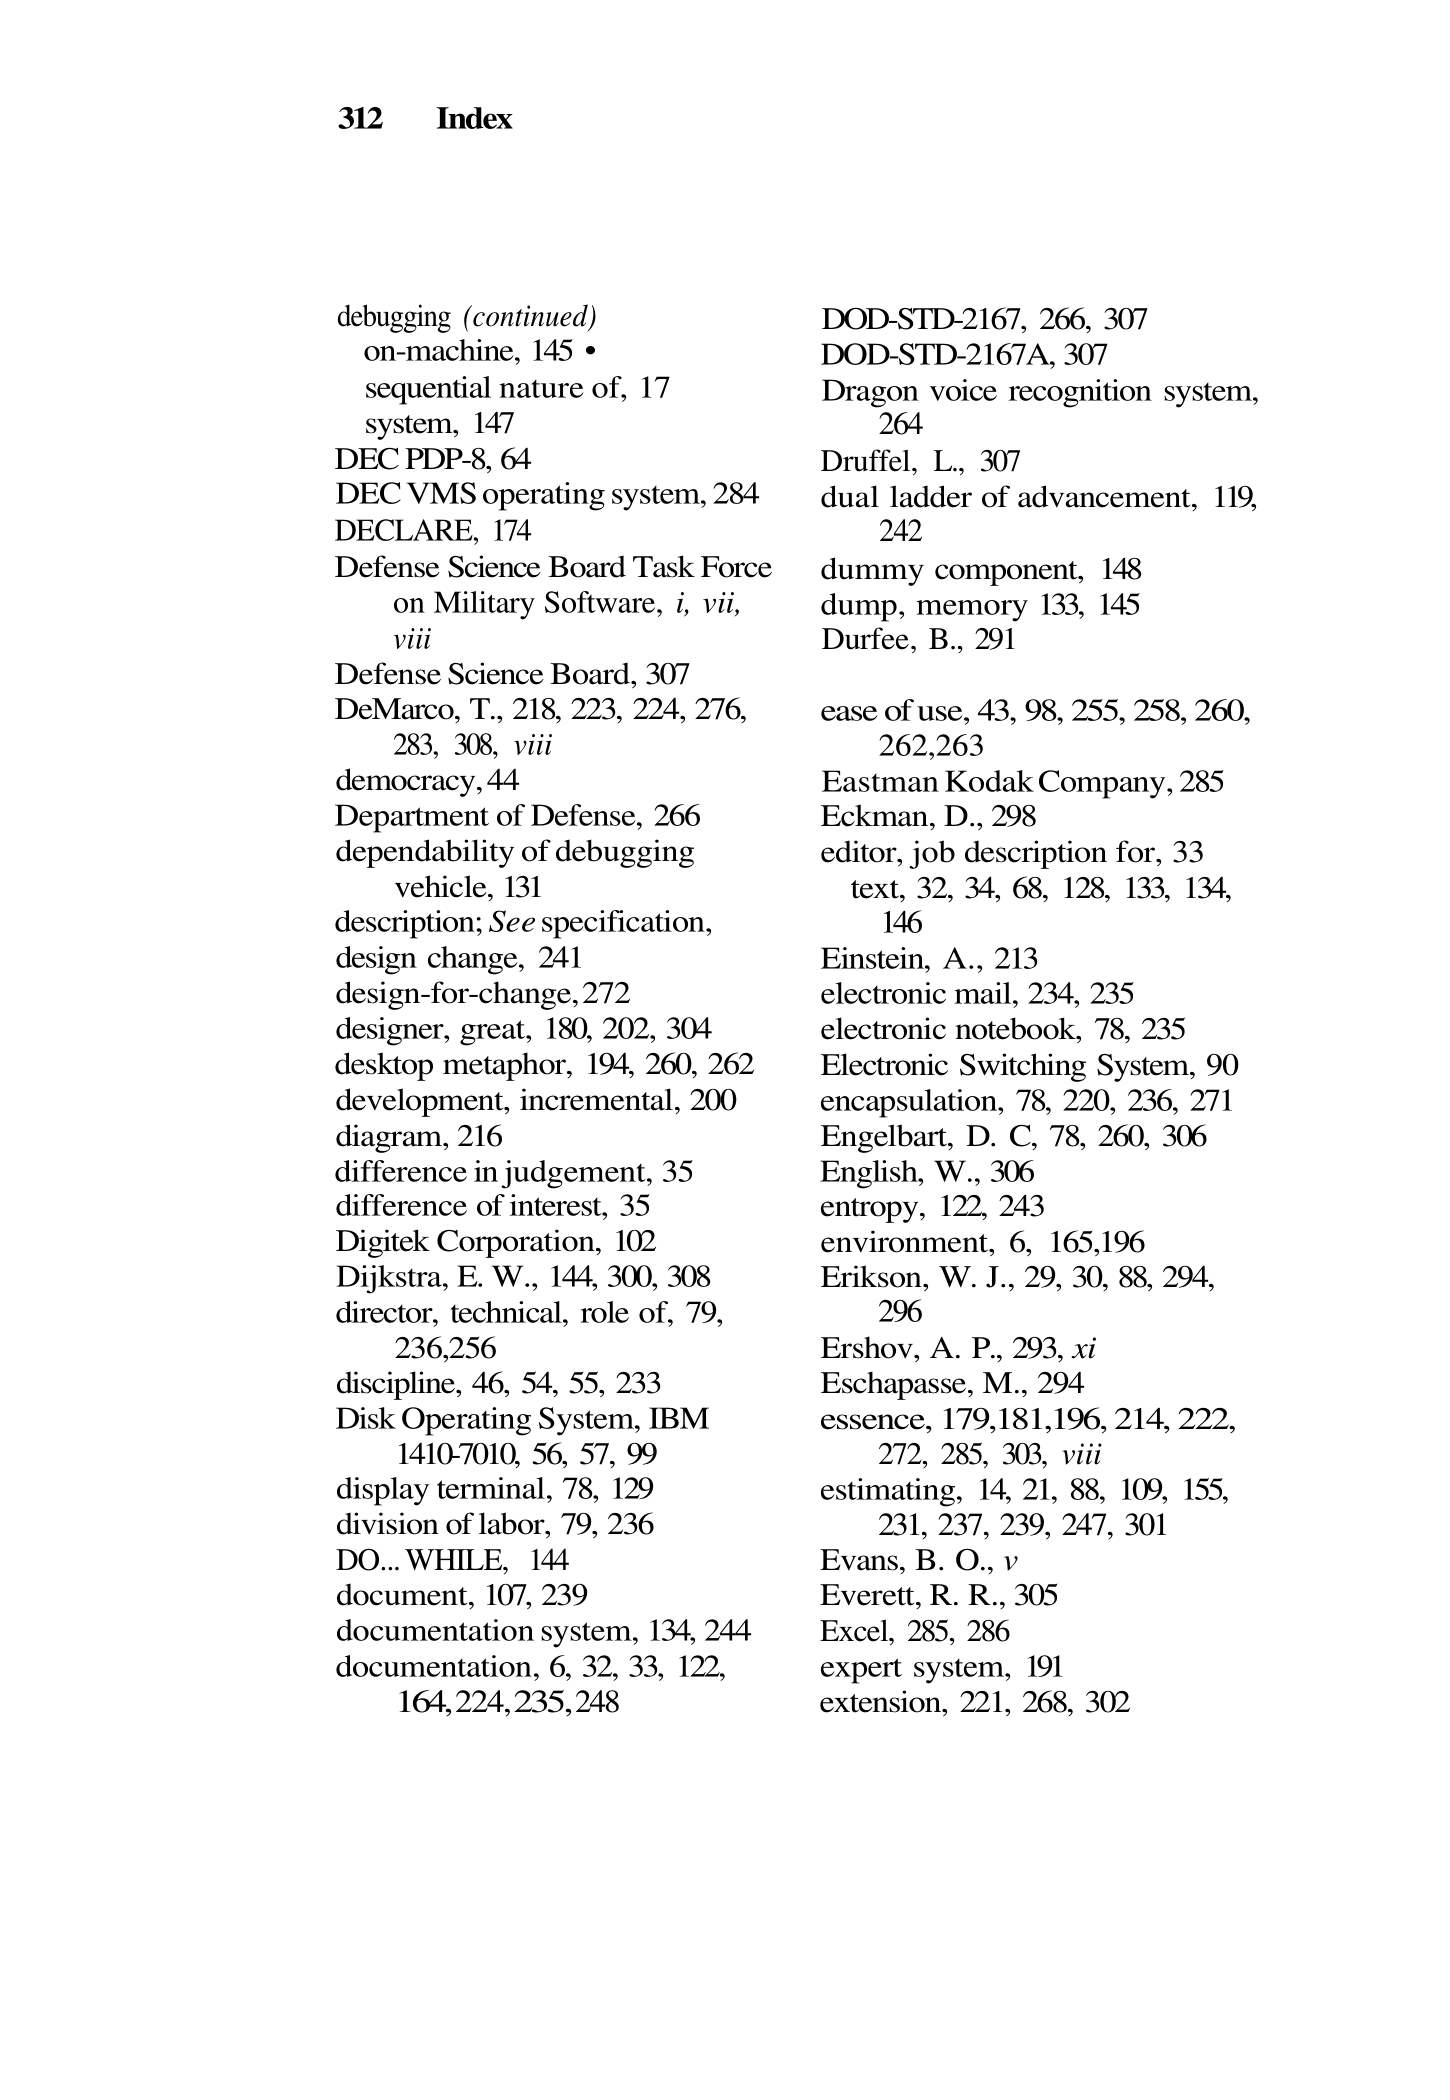 312 Index
debugging (continued)
on-machine, 145 •
sequential nature of, 17
system, 147
DEC PDP-8, 64
DEC VMS operating system, 284
DECLARE, 174
Defense Science Board Task Force
on Military Software, i, vii,
viii
Defense Science Board, 307
DeMarco, T., 218, 223, 224, 276,
283, 308, viii
democracy, 44
Department of Defense, 266
dependability of debugging
vehicle, 131
description; See specification,
design change, 241
design-for-change, 272
designer, great, 180, 202, 304
desktop metaphor, 194, 260, 262
development, incremental, 200
diagram, 216
difference in judgement, 35
difference of interest, 35
Digitek Corporation, 102
Dijkstra, E. W., 144, 300, 308
director, technical, role of, 79,
236,256
discipline, 46, 54, 55, 233
Disk Operating System, IBM
1410-7010, 56, 57, 99
display terminal, 78, 129
division of labor, 79, 236
DO... WHILE, 144
document, 107, 239
documentation system, 134, 244
documentation, 6, 32, 33, 122,
164, 224, 235, 248
DOD-STD-2167, 266, 307
DOD-STD-2167A, 307
Dragon voice recognition system,
264
Druffel, L., 307
dual ladder of advancement, 119,
242
dummy component, 148
dump, memory 133, 145
Durfee, B., 291
ease of use, 43, 98, 255, 258, 260,
262,263
Eastman Kodak Company, 285
Eckman, D., 298
editor, job description for, 33
text, 32, 34, 68, 128, 133, 134,
146
Einstein, A., 213
electronic mail, 234, 235
electronic notebook, 78, 235
Electronic Switching System, 90
encapsulation, 78, 220, 236, 271
Engelbart, D. C, 78, 260, 306
English, W., 306
entropy, 122, 243
environment, 6, 165,196
Erikson, W. J., 29, 30, 88, 294,
296
Ershov, A. P., 293, xi
Eschapasse, M., 294
essence, 179,181,196, 214, 222,
272, 285, 303, viii
estimating, 14, 21, 88, 109, 155,
231, 237, 239, 247, 301
Evans, B. O., v
Everett, R. R., 305
Excel, 285, 286
expert system, 191
extension, 221, 268, 302